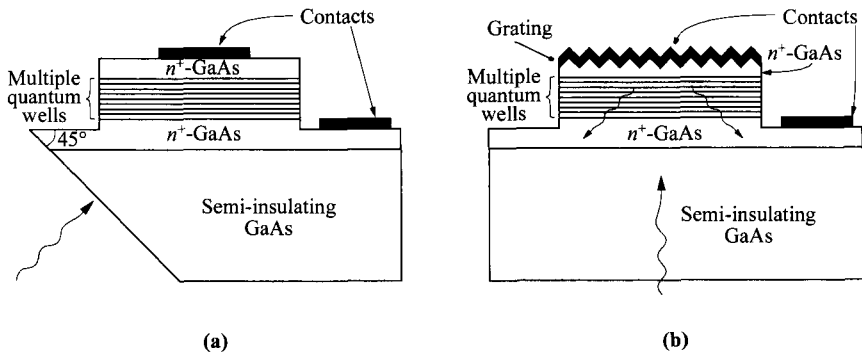 Contacts
n⁺-GaAs
Multiple
quantum
wells
45°
n⁺-GaAs
Semi-insulating
GaAs
(a)
Contacts
Grating
n⁺-GaAs
Multiple
quantum
wells
n⁺-GaAs
Semi-insulating
GaAs
(b)